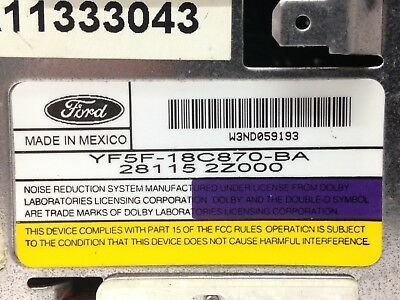 11333043
Ford
MADE IN MEXICO
W3ND059193
YF5F-18C870-BA
28115 2Z000
NOISE REDUCTION SYSTEM MANUFACTURED UNDER LICENSE FROM DOLBY
LABORATORIES LICENSING CORPORATION. DOLBY AND THE DOUBLE-D SYMBOL
ARE TRADE MARKS OF DOLBY LABORATORIES LICENSING CORPORATION.
THIS DEVICE COMPLIES WITH PART 15 OF THE FCC RULES. OPERATION IS SUBJECT
TO THE CONDITION THAT THIS DEVICE DOES NOT CAUSE HARMFUL INTERFERENCE.